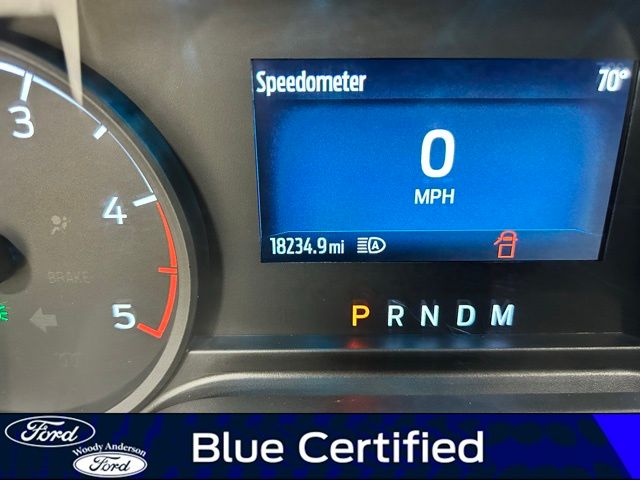 Speedometer 70°
3
0
MPH
4
18234.9 mi A
BRAKE
5
P R N D M
Ford
Woody Anderson
Ford
Blue Certified